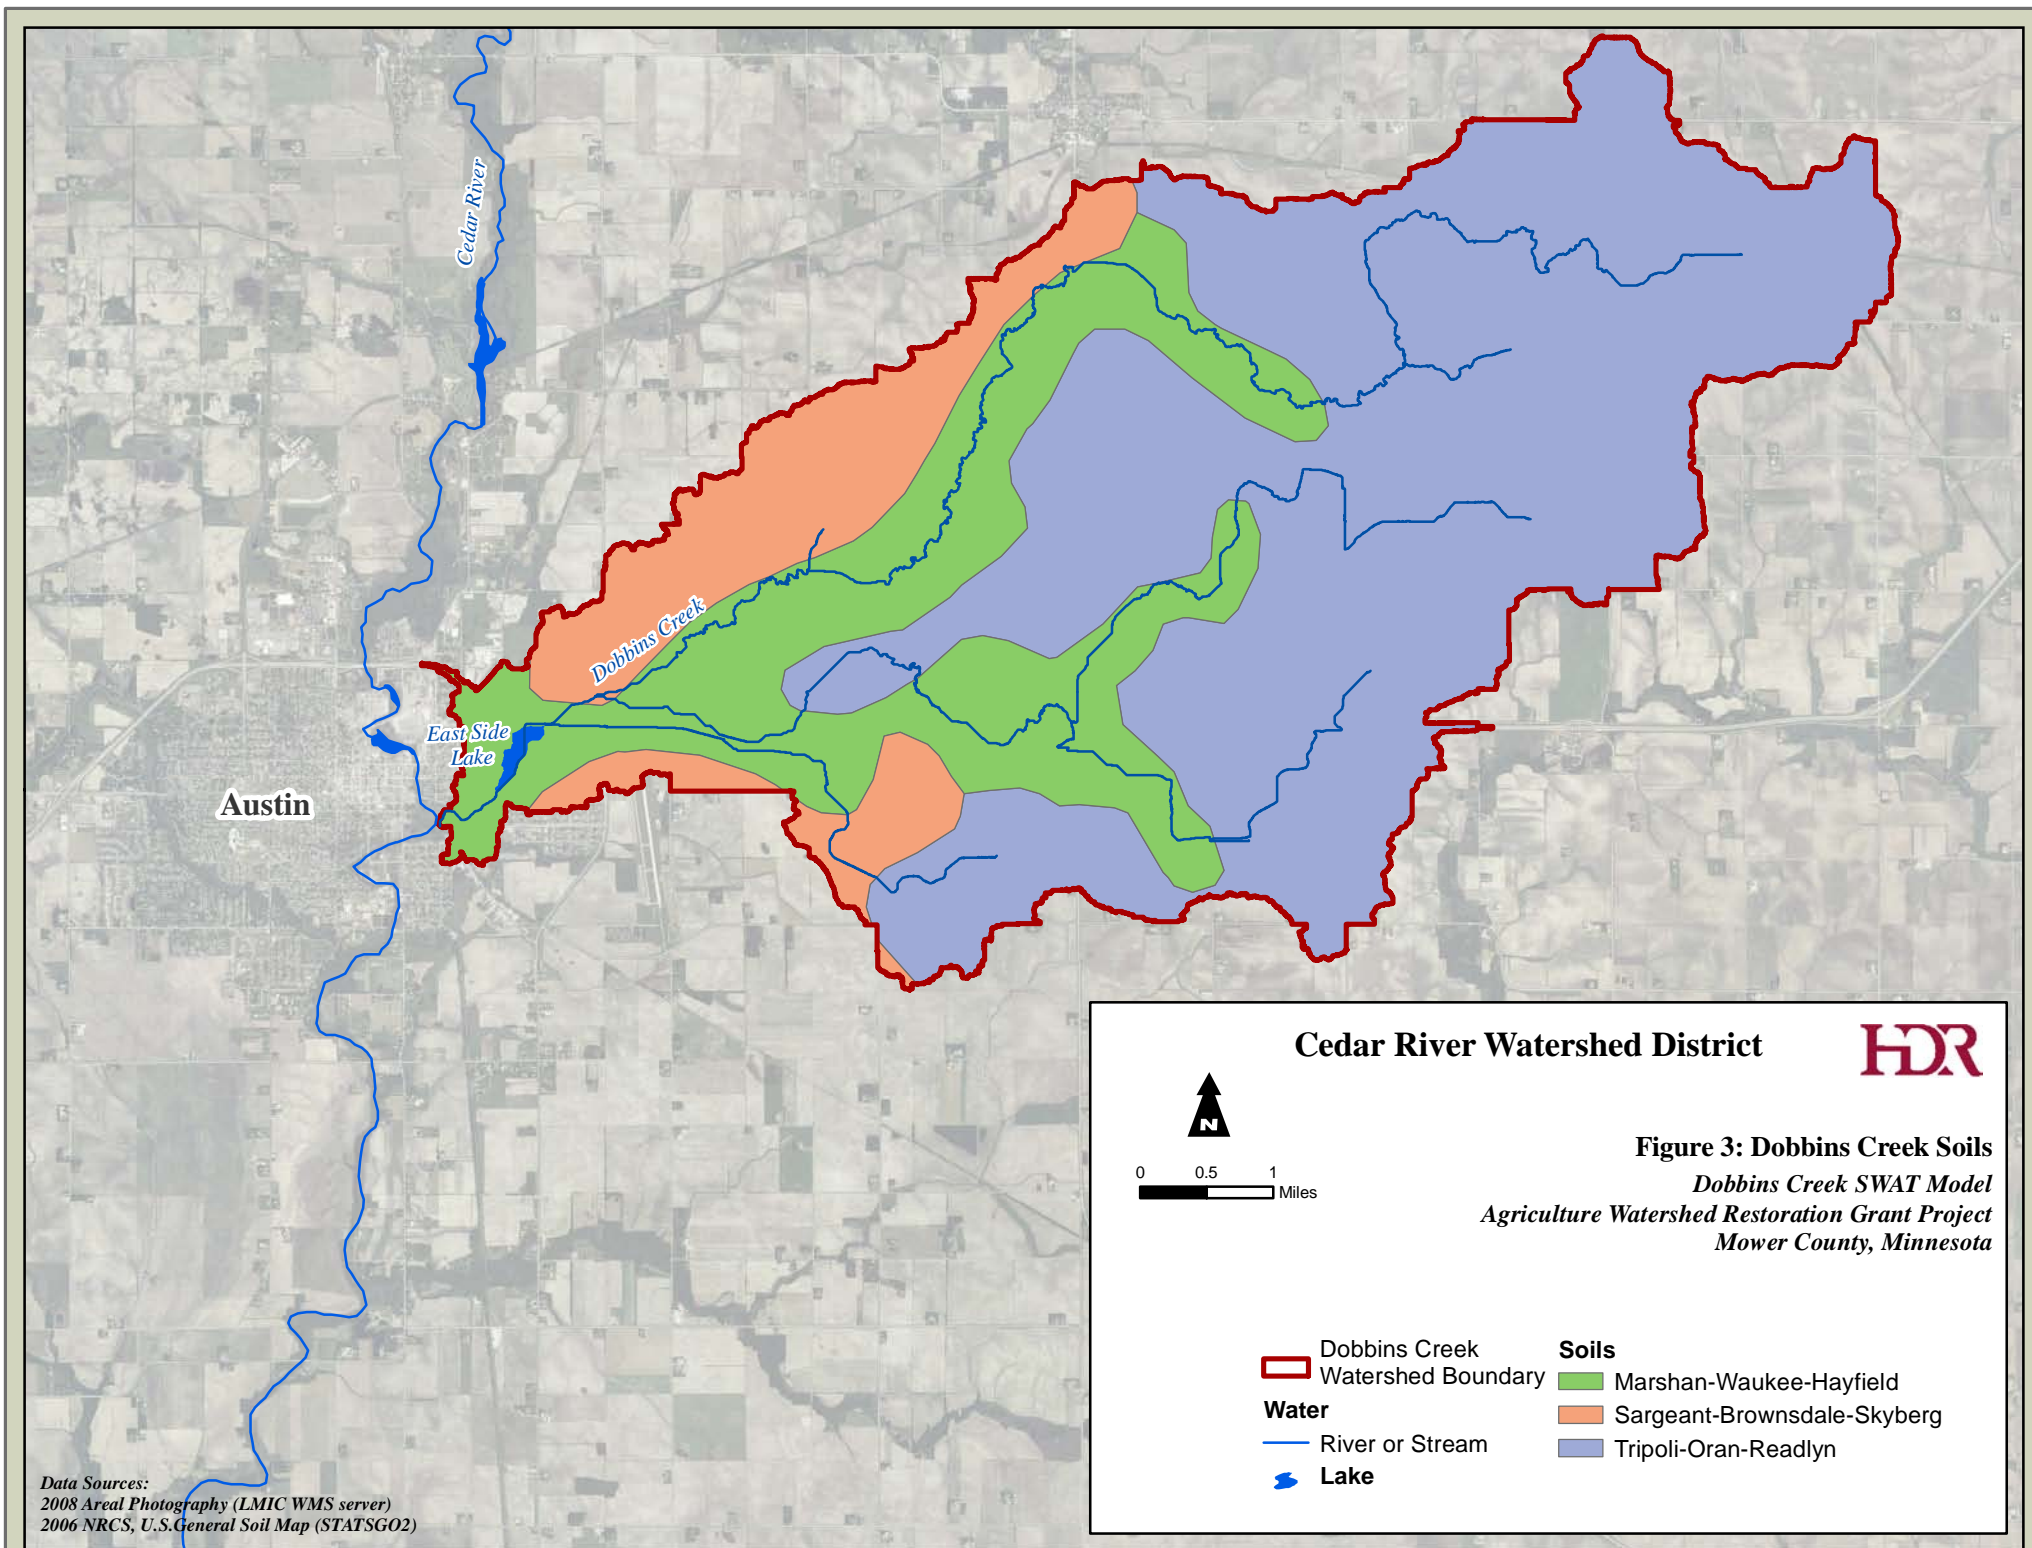 Cedar River
Dobbins Creek
East Side
Lake
Austin
Cedar River Watershed District
HDR
N
Figure 3: Dobbins Creek Soils
0 0.5 1
Miles
Dobbins Creek SWAT Model
Agriculture Watershed Restoration Grant Project
Mower County, Minnesota
Dobbins Creek
Watershed Boundary
Water
River or Stream
Lake
Soils
Marshan-Waukee-Hayfield
Sargeant-Brownsdale-Skyberg
Tripoli-Oran-Readlyn
Data Sources:
2008 Areal Photography (LMIC WMS server)
2006 NRCS, U.S.General Soil Map (STATSGO2)